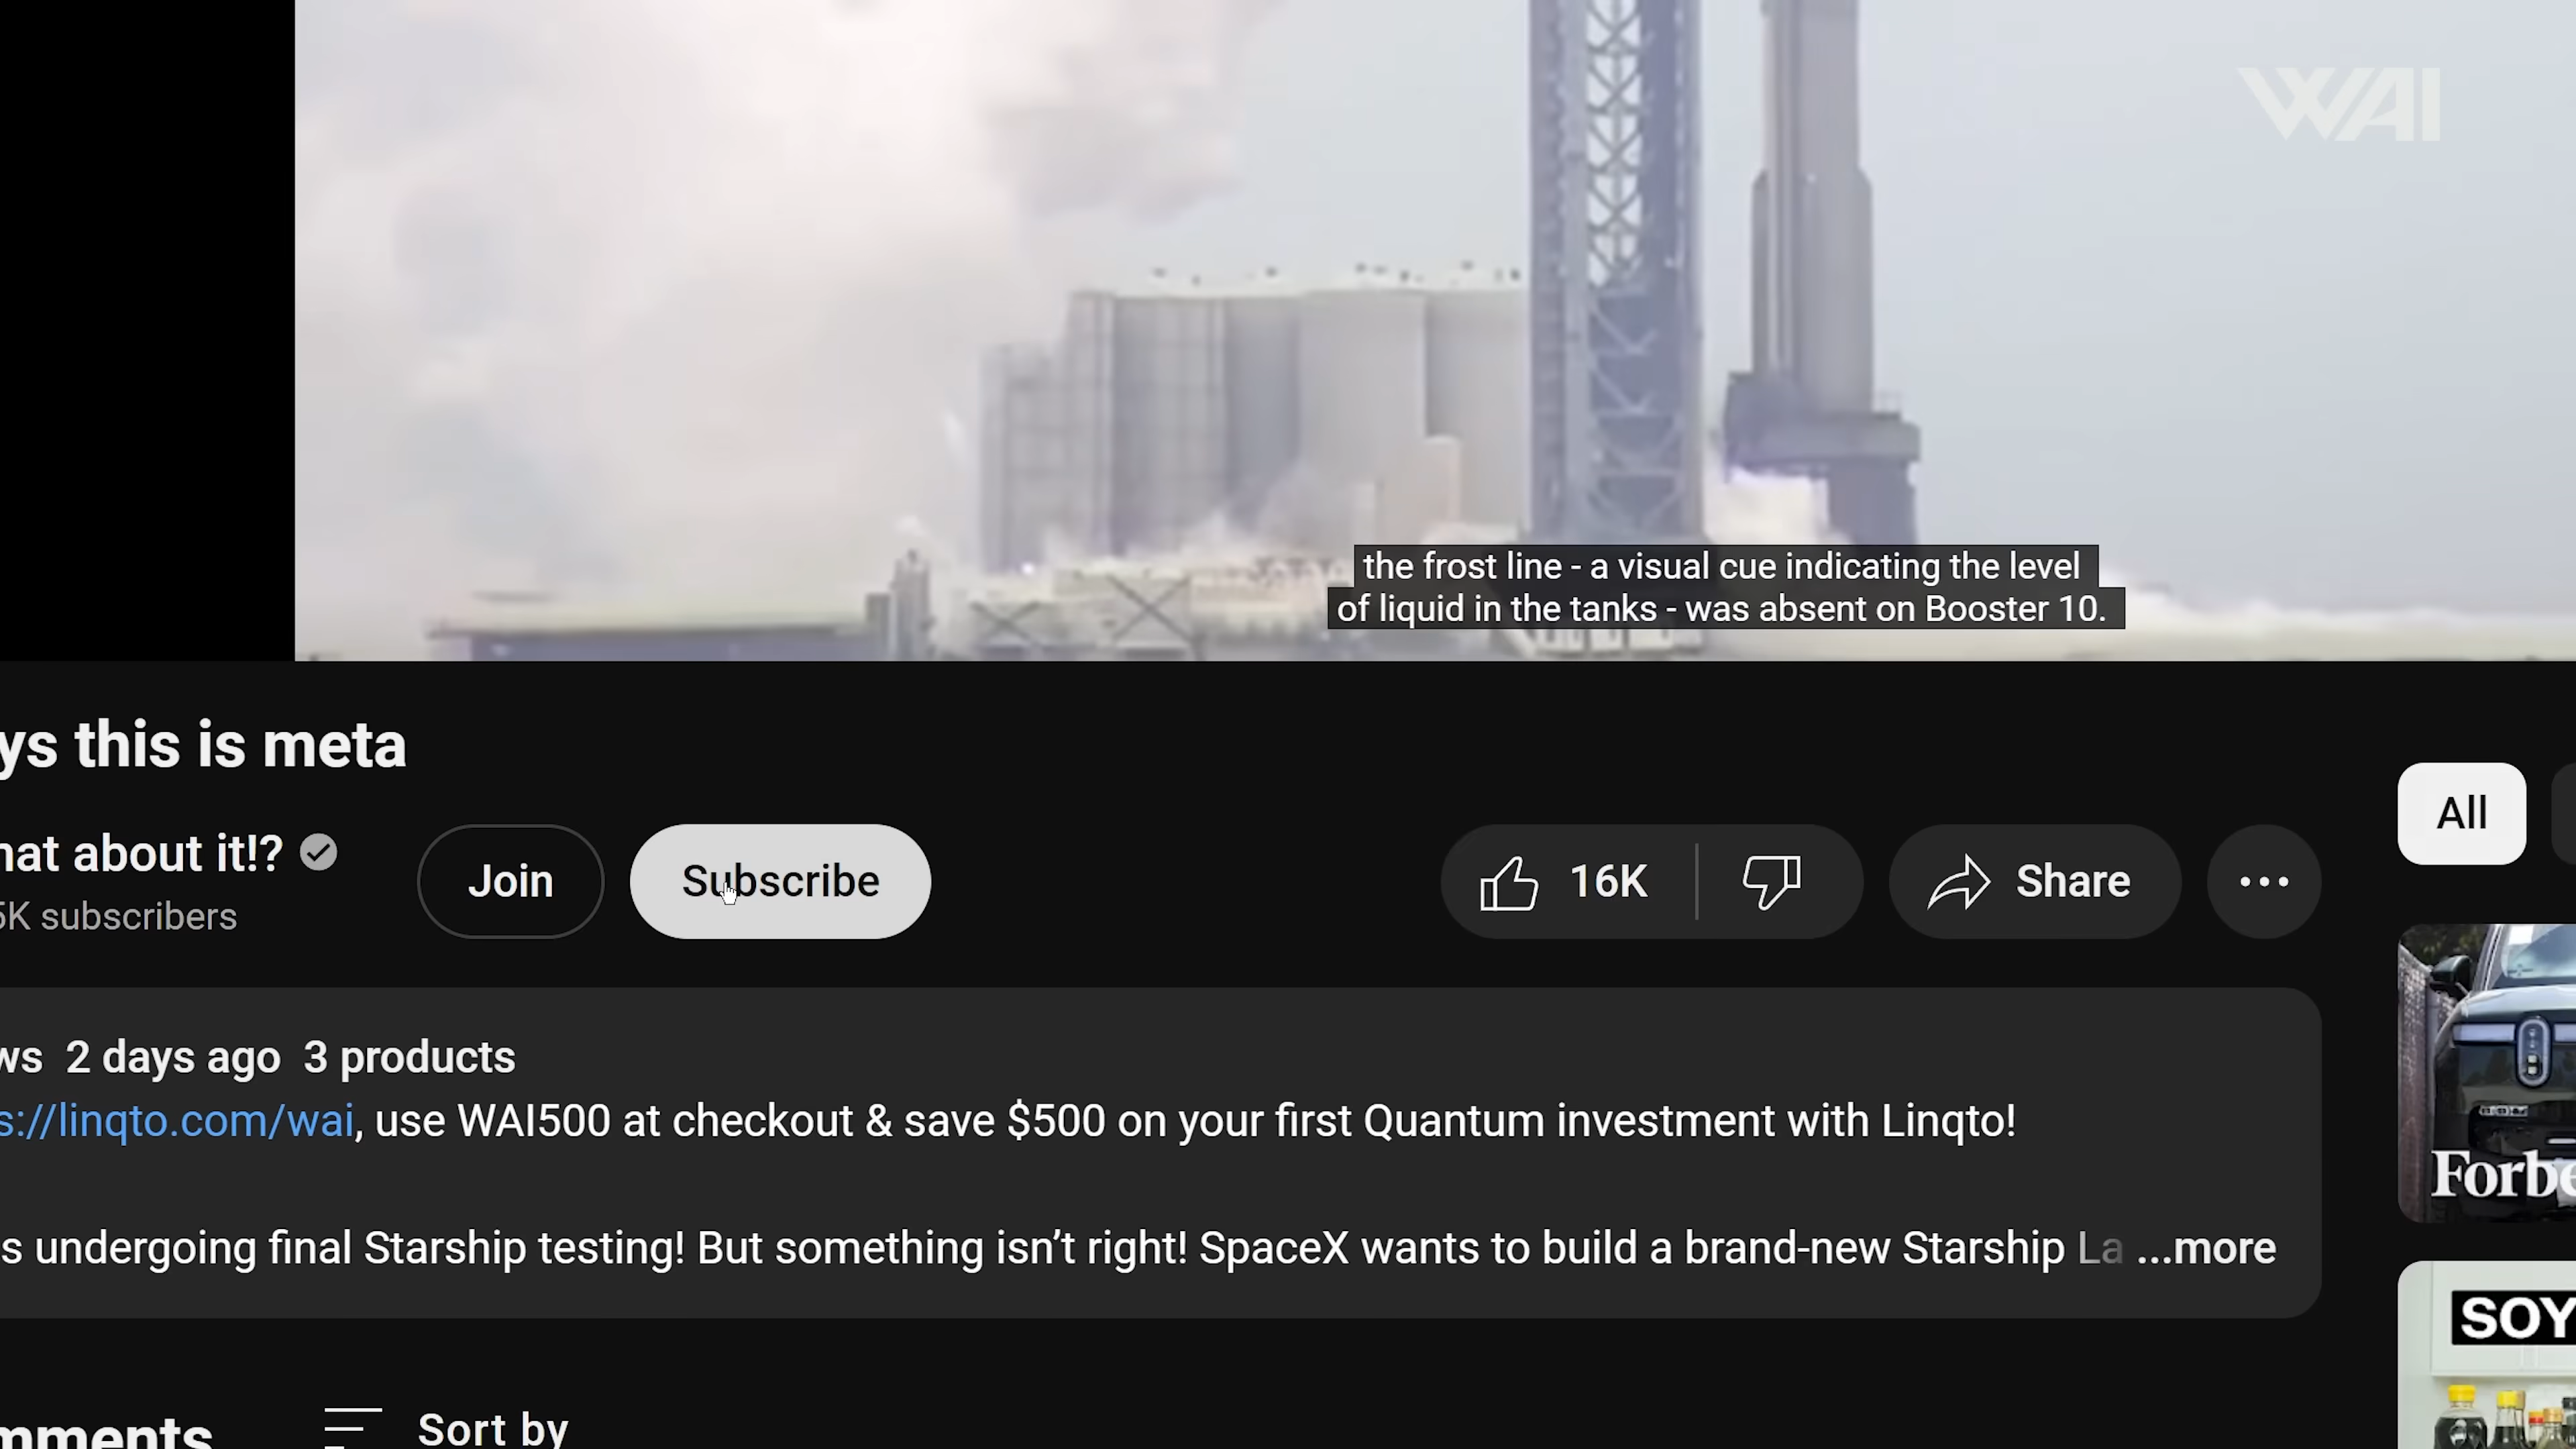 WAI
the frost line - a visual cue indicating the level
of liquid in the tanks - was absent on Booster 10.
ys this is meta
All
hat about it!?
5K subscribers
Join
Subscribe
16K
Share
ws 2 days ago 3 products
s://linqto.com/wai, use WAI500 at checkout & save $500 on your first Quantum investment with Linqto!
Forbe
s undergoing final Starship testing! But something isn't right! SpaceX wants to build a brand-new Starship La ...more
SOY
mments
Sort by